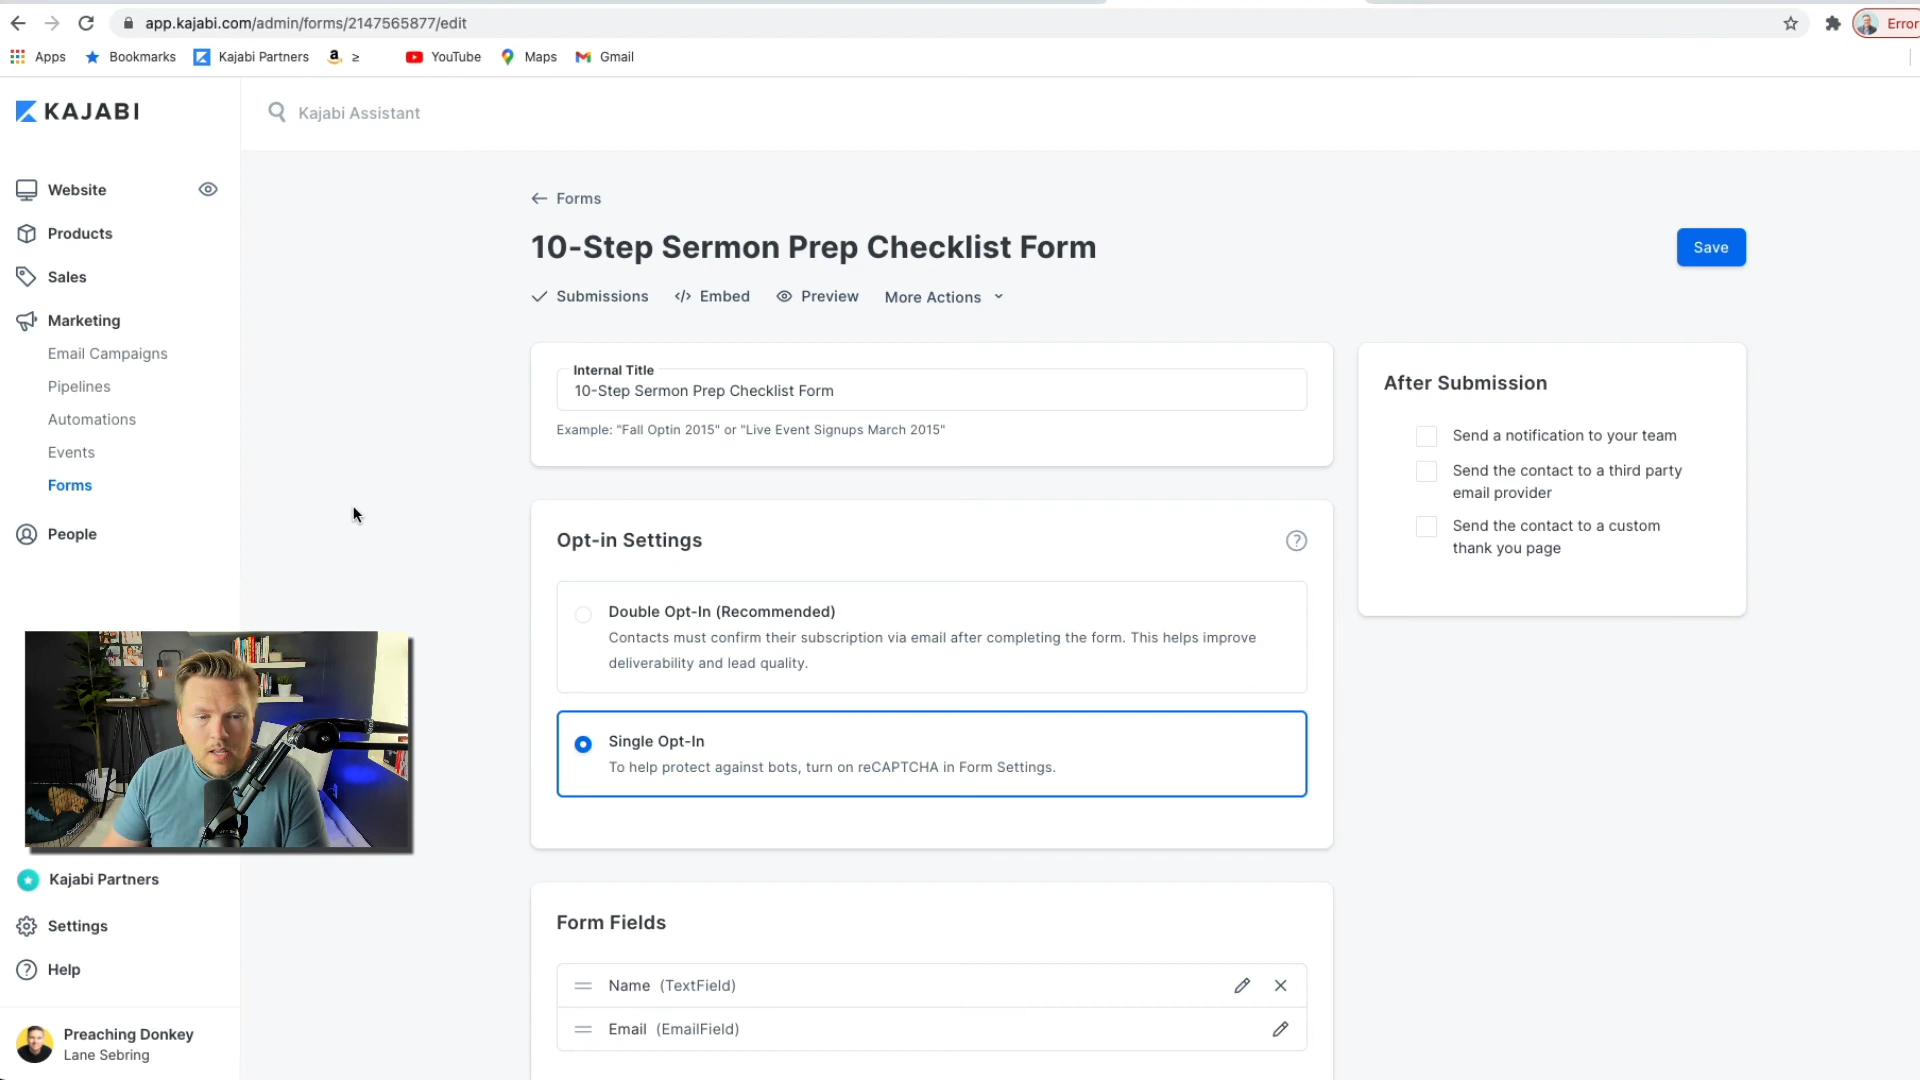 app.kajabi.com/admin/forms/2147565877/edit
Error
Apps
Bookmarks
Kajabi Partners
a ≥
YouTube
Maps
Gmail
KAJABI
Kajabi Assistant
Website
Products
Sales
Marketing
Email Campaigns
Pipelines
Automations
Events
Forms
People
Kajabi Partners
Settings
Help
Preaching Donkey
Lane Sebring
← Forms
10-Step Sermon Prep Checklist Form
Save
Submissions
</> Embed
Preview
More Actions
Internal Title
10-Step Sermon Prep Checklist Form
Example: "Fall Optin 2015" or "Live Event Signups March 2015"
Opt-in Settings
Double Opt-In (Recommended)
Contacts must confirm their subscription via email after completing the form. This helps improve
deliverability and lead quality.
Single Opt-In
To help protect against bots, turn on reCAPTCHA in Form Settings.
Form Fields
Name (TextField)
Email (EmailField)
After Submission
Send a notification to your team
Send the contact to a third party
email provider
Send the contact to a custom
thank you page